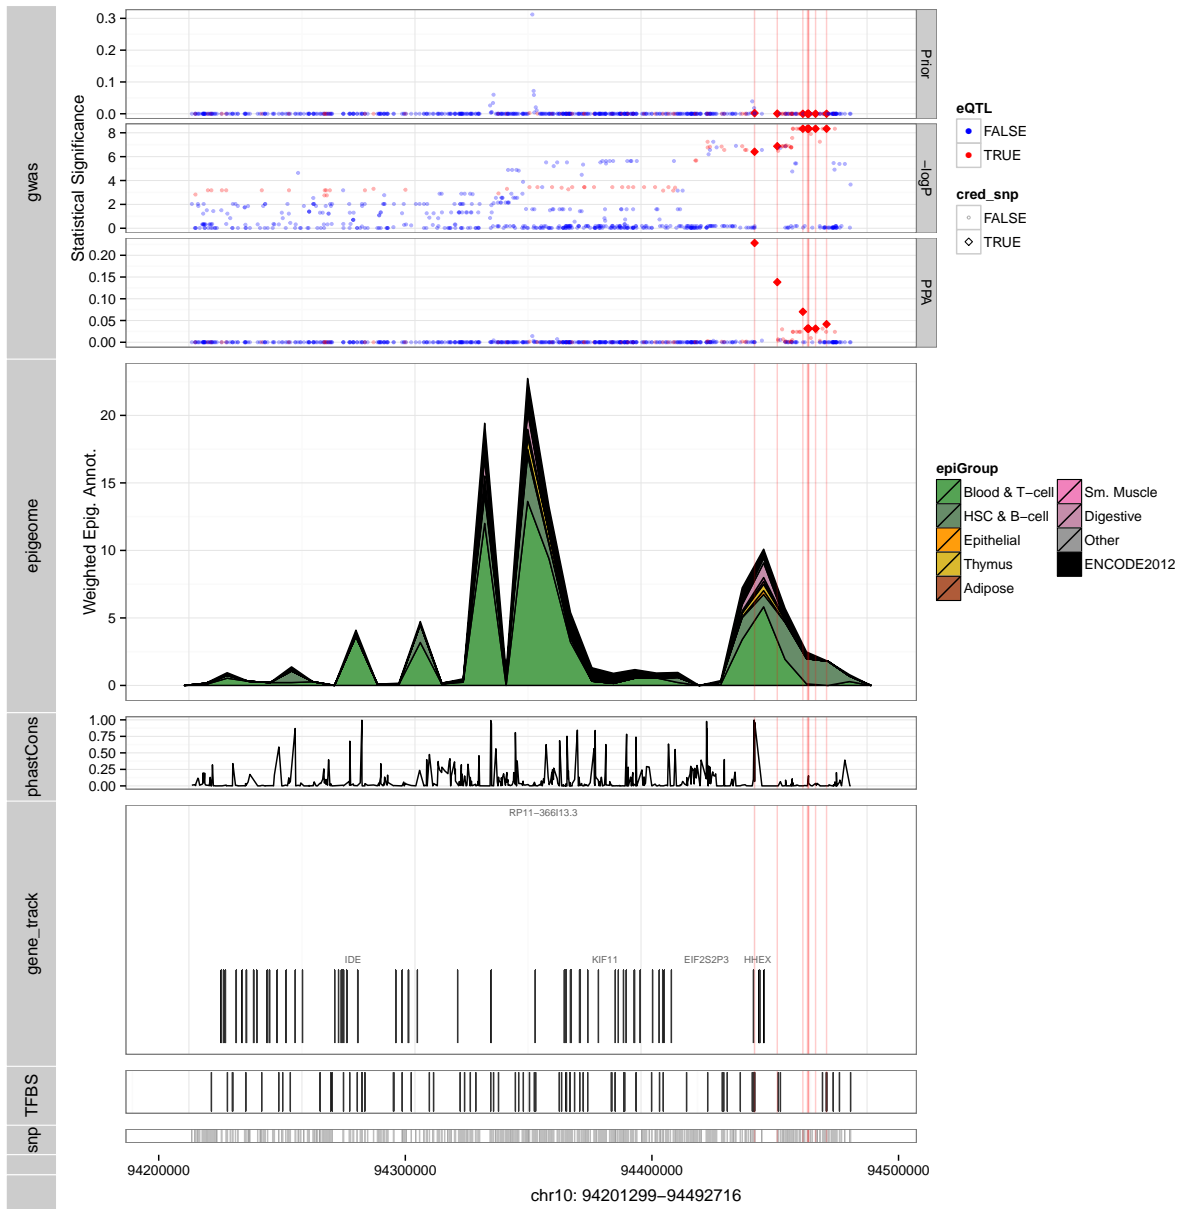 gwas
Statistical Significance
0.3
0.2
0.1
0.0
Prior
8
6
4
2
0
-logP
0.20
0.15
0.10
0.05
0.00
PPA
eQTL
FALSE
TRUE
cred_snp
FALSE
TRUE
epigeome
Weighted Epig. Annot.
20
15
10
5
0
epiGroup
Blood & T-cell
HSC & B-cell
Epithelial
Thymus
Adipose
Sm. Muscle
Digestive
Other
ENCODE2012
phastCons
1.00
0.75
0.50
0.25
0.00
gene_track
RP11-366I13.3
IDE
KIF11
EIF2S2P3
HHEX
TFBS
snp
94200000
94300000
94400000
94500000
chr10: 94201299-94492716